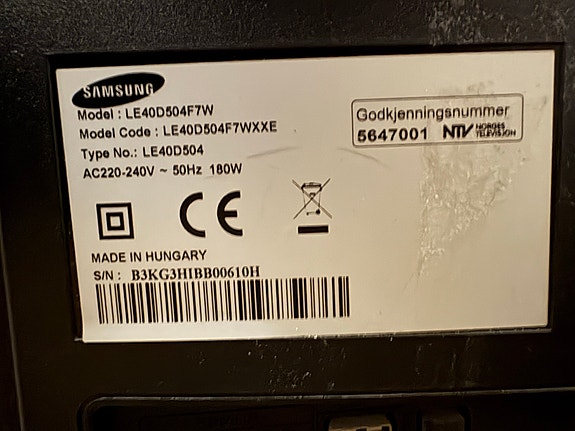 SAMSUNG
Model : LE40D504F7W
Model Code : LE40D504F7WXXE
Type No.: LE40D504
AC220-240V ~ 50Hz 180W
Godkjenningsnummer
5647001 NTV NORGES TELEVISJON
CE
MADE IN HUNGARY
S/N : B3KG3HIBB00610H